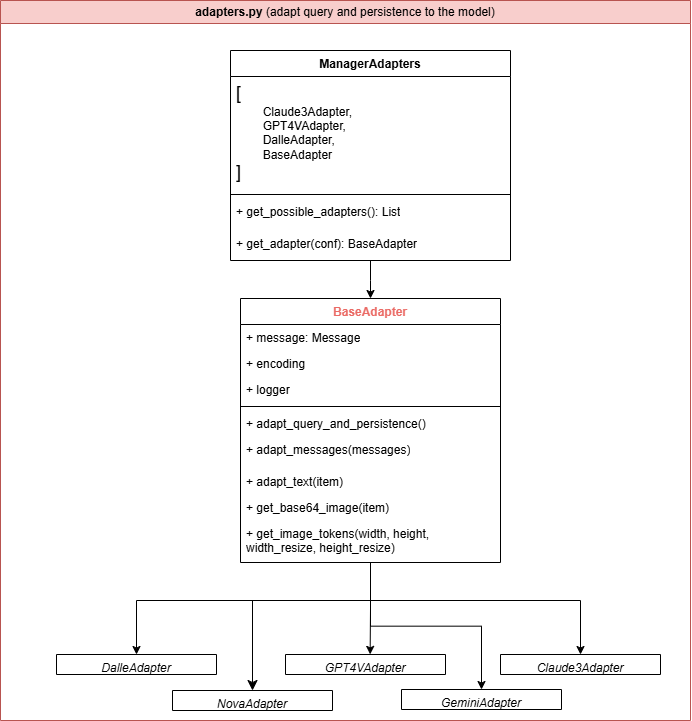 adapters.py (adapt query and persistence to the model)
ManagerAdapters
[
Claude3Adapter,
GPT4VAdapter,
DalleAdapter,
BaseAdapter
]
+ get_possible_adapters(): List
+ get_adapter(conf): BaseAdapter
BaseAdapter
+ message: Message
+ encoding
+ logger
+ adapt_query_and_persistence()
+ adapt_messages(messages)
+ adapt_text(item)
+ get_base64_image(item)
+ get_image_tokens(width, height,
width_resize, height_resize)
DalleAdapter
GPT4VAdapter
Claude3Adapter
NovaAdapter
GeminiAdapter